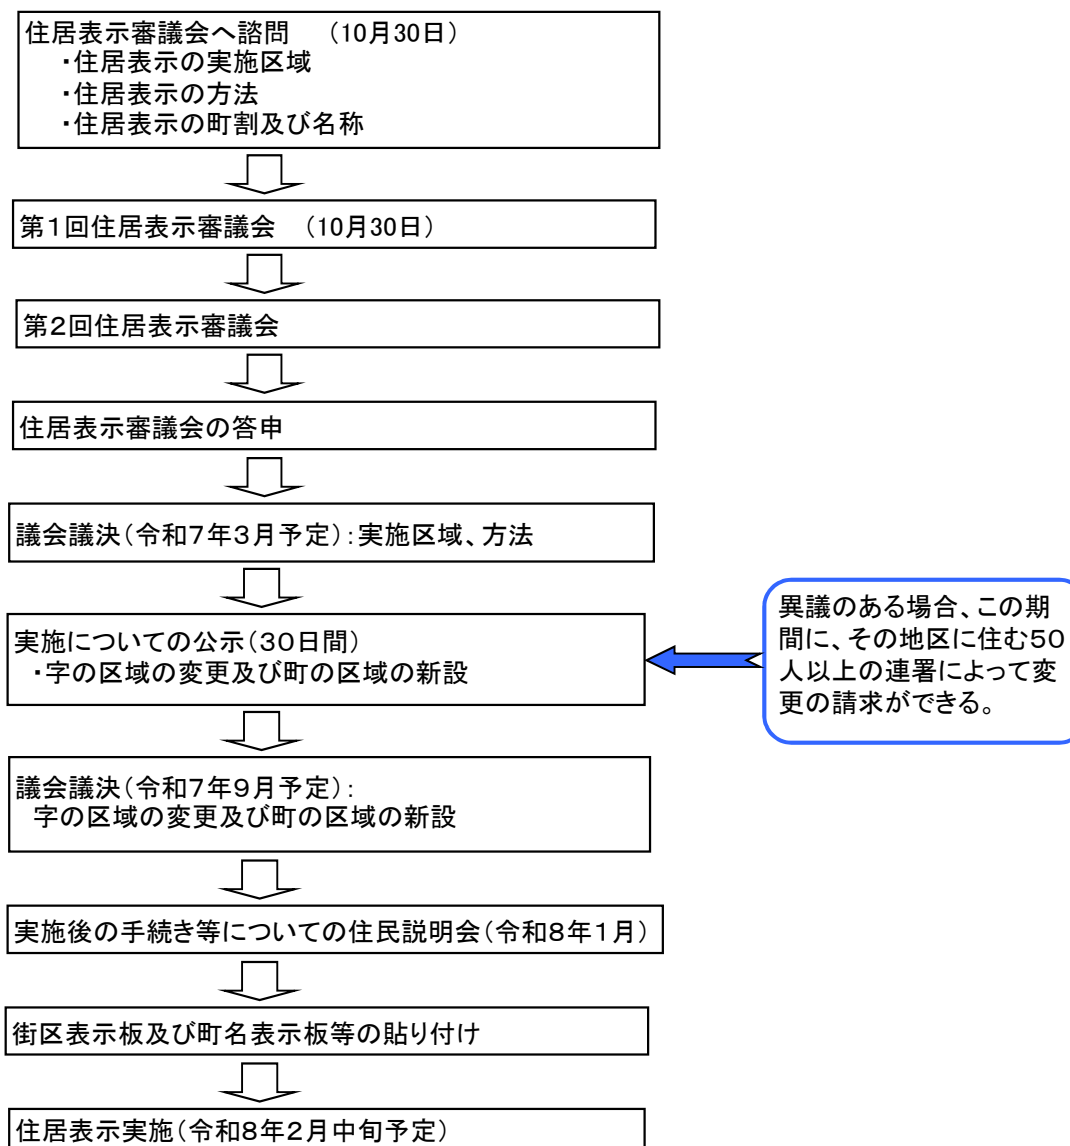 住居表示審議会へ諮問　（10月30日）
・住居表示の実施区域
・住居表示の方法
・住居表示の町割及び名称
第１回住居表示審議会　（10月30日）
第２回住居表示審議会
住居表示審議会の答申
議会議決（令和７年３月予定）：実施区域、方法
実施についての公示（３０日間）
・字の区域の変更及び町の区域の新設
異議のある場合、この期
間に、その地区に住む５０
人以上の連署によって変
更の請求ができる。
議会議決（令和７年９月予定）：
字の区域の変更及び町の区域の新設
実施後の手続き等についての住民説明会（令和８年１月）
街区表示板及び町名表示板等の貼り付け
住居表示実施（令和８年２月中旬予定）